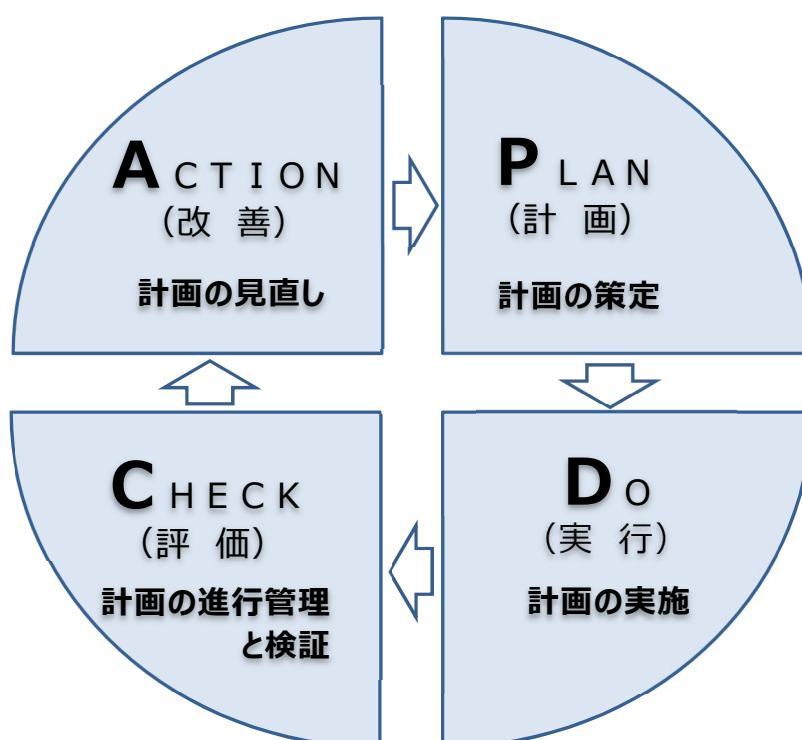 ACTION
（改 善）
計画の見直し
PLAN
（計 画）
計画の策定
CHECK
（評 価）
計画の進行管理
と検証
DO
（実 行）
計画の実施